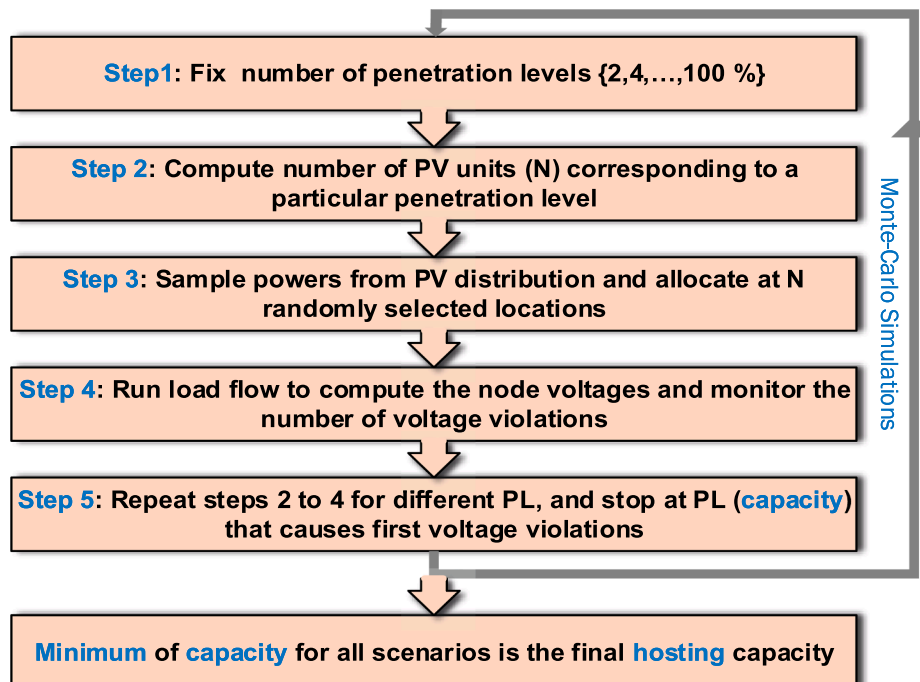 Step1: Fix number of penetration levels {2,4,…,100 %}
Step 2: Compute number of PV units (N) corresponding to a
particular penetration level
Step 3: Sample powers from PV distribution and allocate at N
randomly selected locations
Step 4: Run load flow to compute the node voltages and monitor the
number of voltage violations
Step 5: Repeat steps 2 to 4 for different PL, and stop at PL (capacity)
that causes first voltage violations
Minimum of capacity for all scenarios is the final hosting capacity
Monte-Carlo Simulations